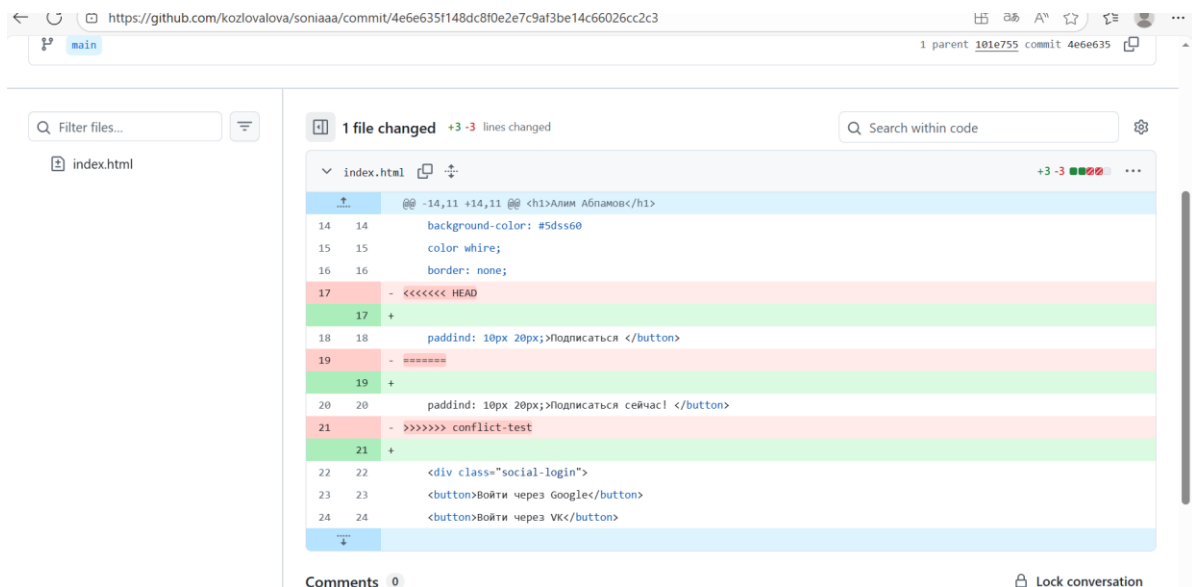 https://github.com/kozlovalova/soniaaa/commit/4e6e635f148dc8f0e2e7c9af3be14c66026cc2c3
main
1 parent 101e755 commit 4e6e635
Filter files...
index.html
1 file changed +3 -3 lines changed
Search within code
index.html
+3 -3
@@ -14,11 +14,11 @@ <h1>Алим Абпамов</h1>
14 14 background-color: #5dss60
15 15 color whire;
16 16 border: none;
17 - <<<<<<< HEAD
17 +
18 18 paddind: 10px 20px;>Подписаться </button>
19 - =======
19 +
20 20 paddind: 10px 20px;>Подписаться сейчас! </button>
21 - >>>>>>> conflict-test
21 +
22 22 <div class="social-login">
23 23 <button>Войти через Google</button>
24 24 <button>Войти через VK</button>
Comments 0
Lock conversation